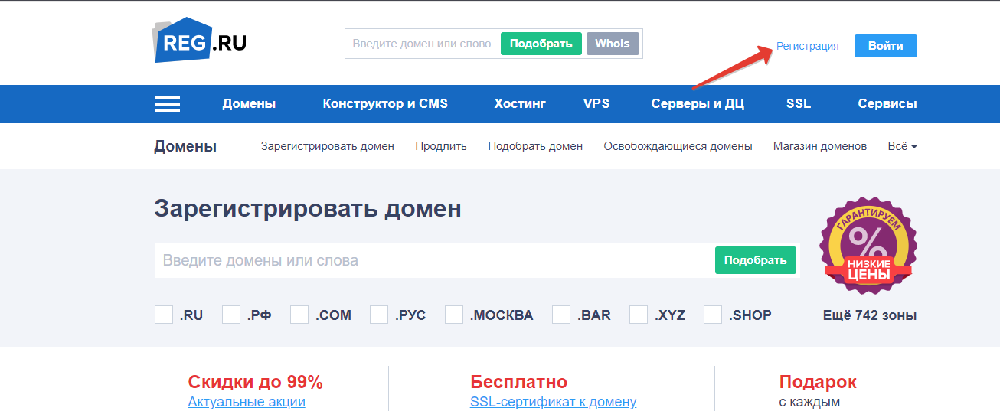 REG.RU
Введите домен или слово
Подобрать
Whois
Регистрация
Войти
Домены
Конструктор и CMS
Хостинг
VPS
Серверы и ДЦ
SSL
Сервисы
Домены
Зарегистрировать домен
Продлить
Подобрать домен
Освобождающиеся домены
Магазин доменов
Всё
Зарегистрировать домен
Введите домены или слова
Подобрать
ГАРАНТИРУЕМ
%
НИЗКИЕ
ЦЕНЫ
.RU
.РФ
.COM
.РУС
.МОСКВА
.BAR
.XYZ
.SHOP
Ещё 742 зоны
Скидки до 99%
Актуальные акции
Бесплатно
SSL-сертификат к домену
Подарок
с каждым